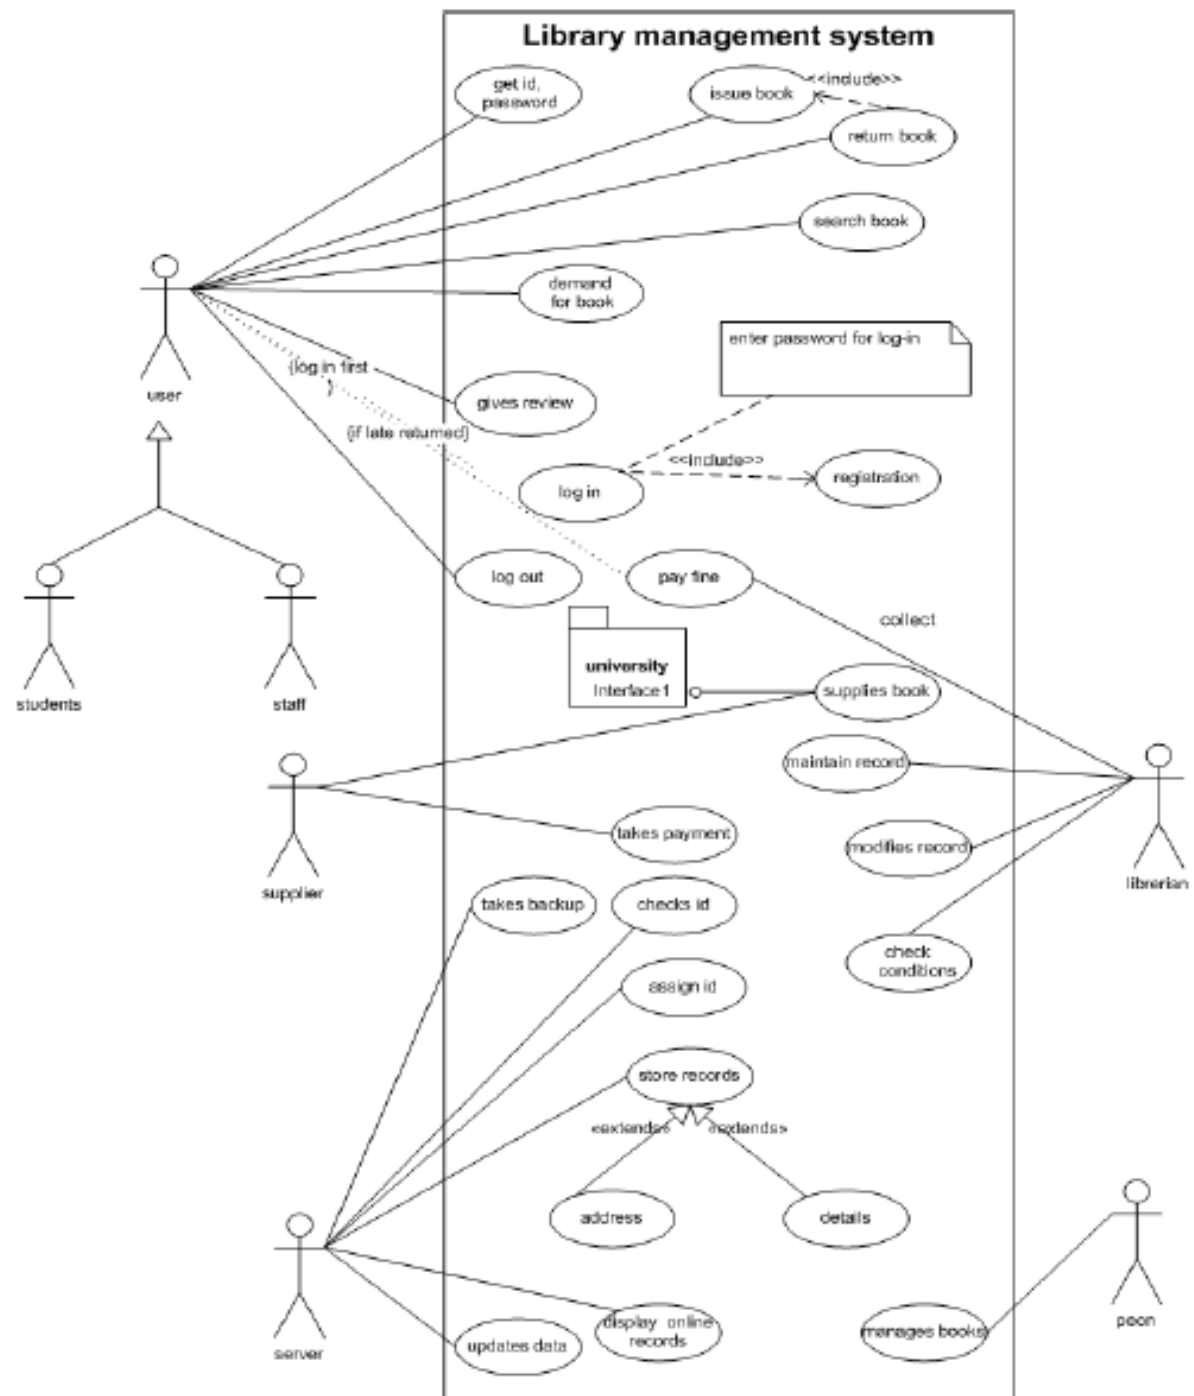 Library management system
get id,
password
issue book
<<include>>
return book
search book
demand
for book
enter password for log-in
{log in first
}
user
gives review
{if late returned}
<<include>>
log in
registration
log out
pay fine
collect
students
staff
university
Interface1
supplies book
maintain record
supplier
takes payment
modifies record
librerian
takes backup
checks id
check
conditions
assign id
store records
«extends»
«extends»
address
details
server
updates data
display online
records
manages books
peon